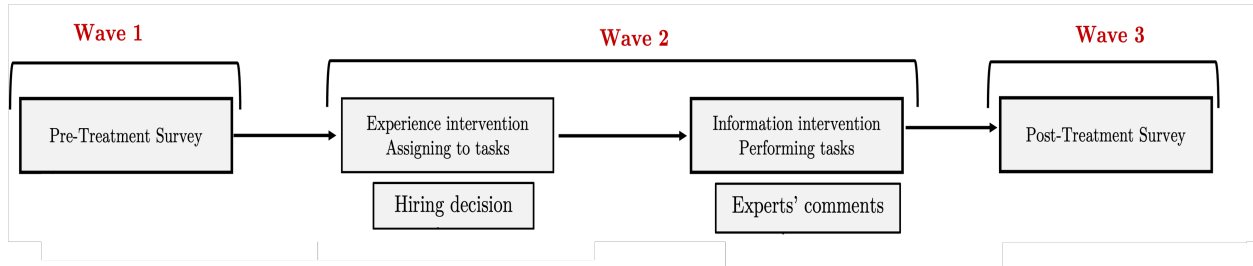 Wave 1
Wave 2
Wave 3
Pre-Treatment Survey
Experience intervention
Assigning to tasks
Information intervention
Performing tasks
Post-Treatment Survey
Hiring decision
Experts' comments